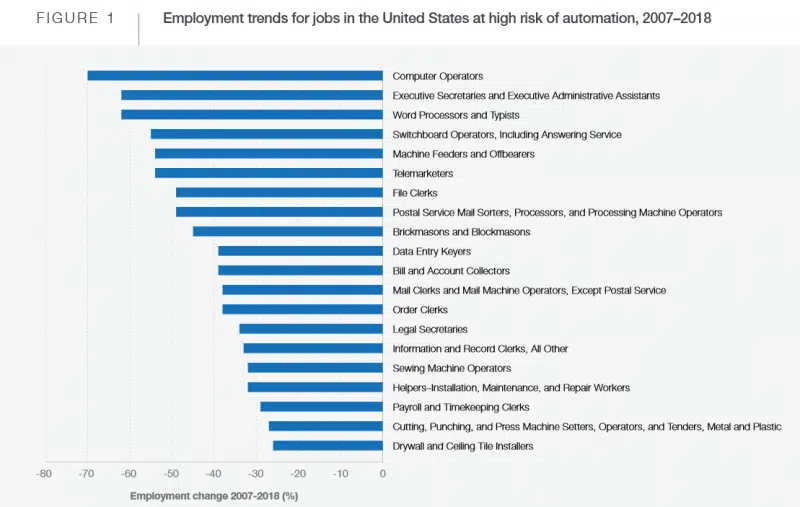 FIGURE 1
Employment trends for jobs in the United States at high risk of automation, 2007–2018
Computer Operators
Executive Secretaries and Executive Administrative Assistants
Word Processors and Typists
Switchboard Operators, Including Answering Service
Machine Feeders and Offbearers
Telemarketers
File Clerks
Postal Service Mail Sorters, Processors, and Processing Machine Operators
Brickmasons and Blockmasons
Data Entry Keyers
Bill and Account Collectors
Mail Clerks and Mail Machine Operators, Except Postal Service
Order Clerks
Legal Secretaries
Information and Record Clerks, All Other
Sewing Machine Operators
Helpers–Installation, Maintenance, and Repair Workers
Payroll and Timekeeping Clerks
Cutting, Punching, and Press Machine Setters, Operators, and Tenders, Metal and Plastic
Drywall and Ceiling Tile Installers
-80 -70 -60 -50 -40 -30 -20 -10 0
Employment change 2007-2018 (%)